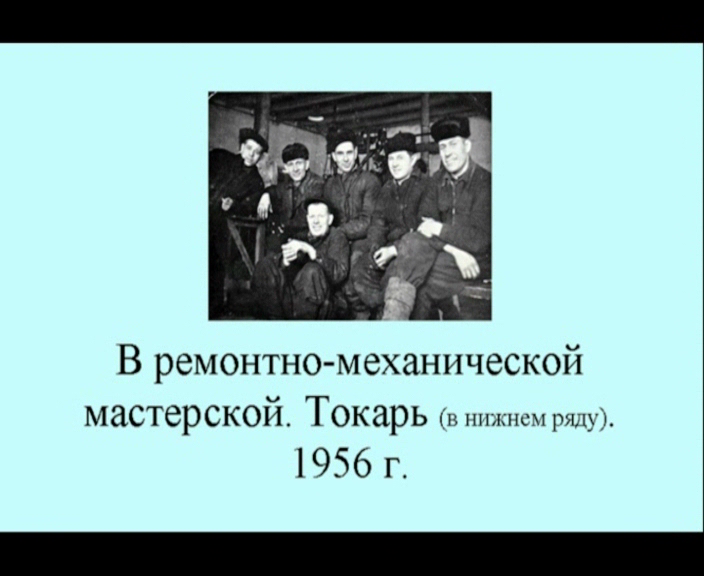 В ремонтно-механической
мастерской. Токарь (в нижнем ряду).
1956 г.